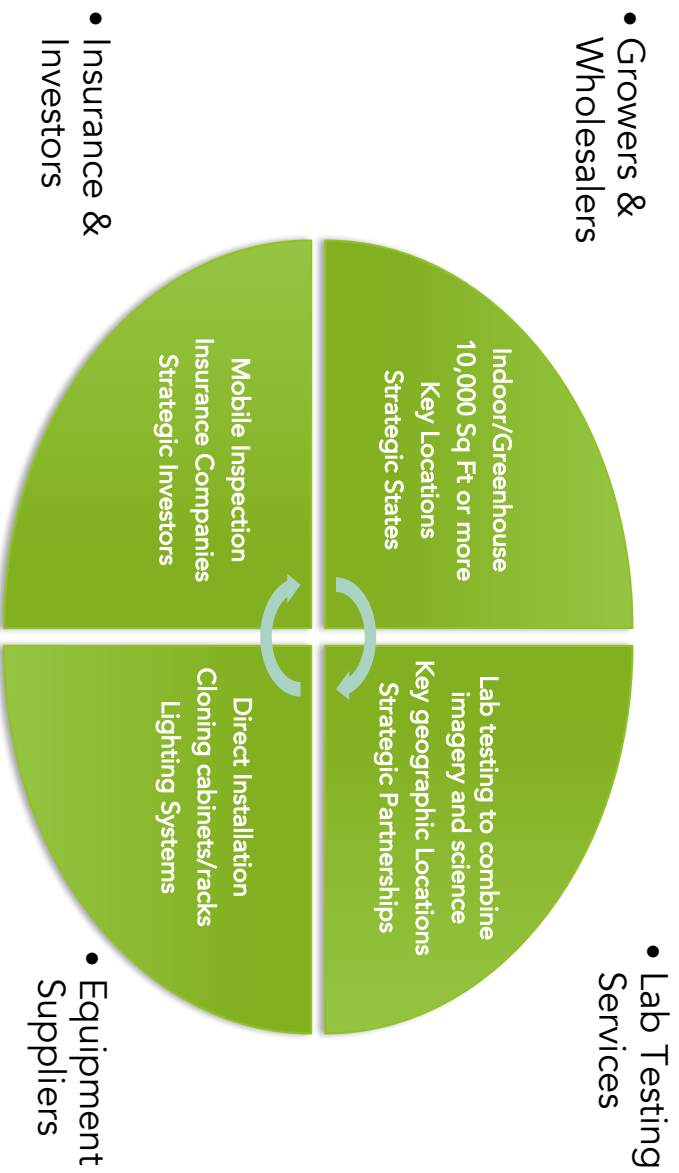 • Growers &
Wholesalers
• Lab Testing
Services
Indoor/Greenhouse
10,000 Sq Ft or more
Key Locations
Strategic States
Lab testing to combine
imagery and science
Key geographic Locations
Strategic Partnerships
Mobile Inspection
Insurance Companies
Strategic Investors
Direct Installation
Cloning cabinets/racks
Lighting Systems
• Insurance &
Investors
• Equipment
Suppliers